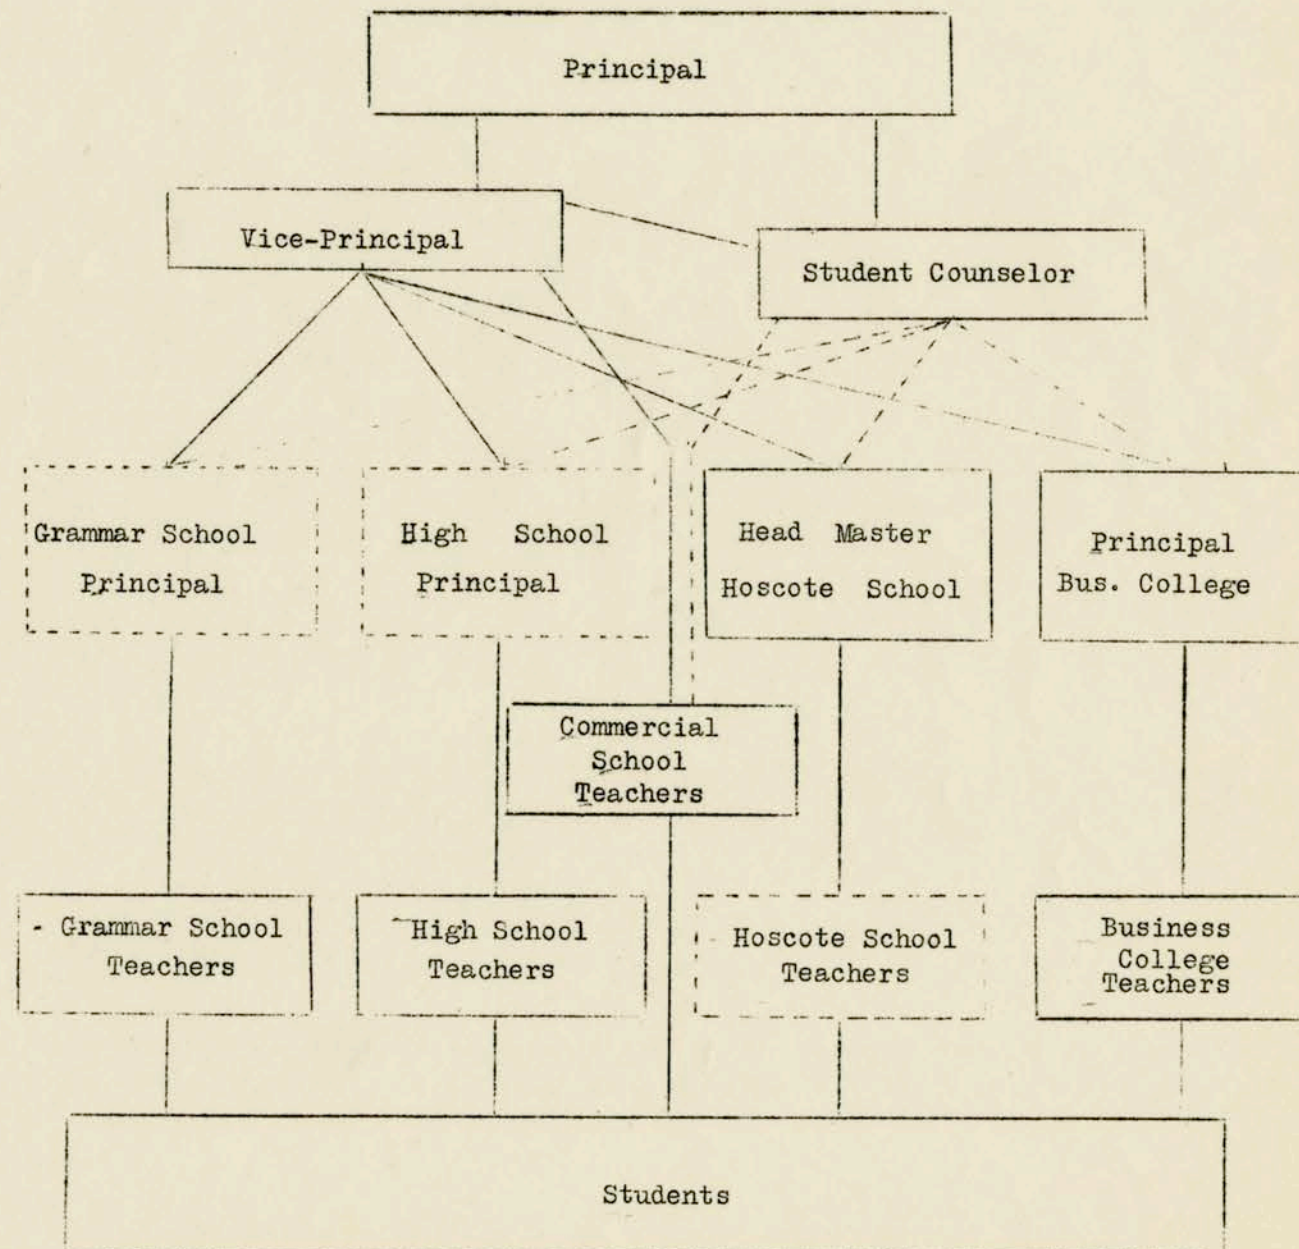 Principal
Vice-Principal
Student Counselor
Grammar School
Principal
High School
Principal
Head Master
Hoscote School
Principal
Bus. College
Commercial
School
Teachers
Grammar School
Teachers
High School
Teachers
Hoscote School
Teachers
Business
College
Teachers
Students